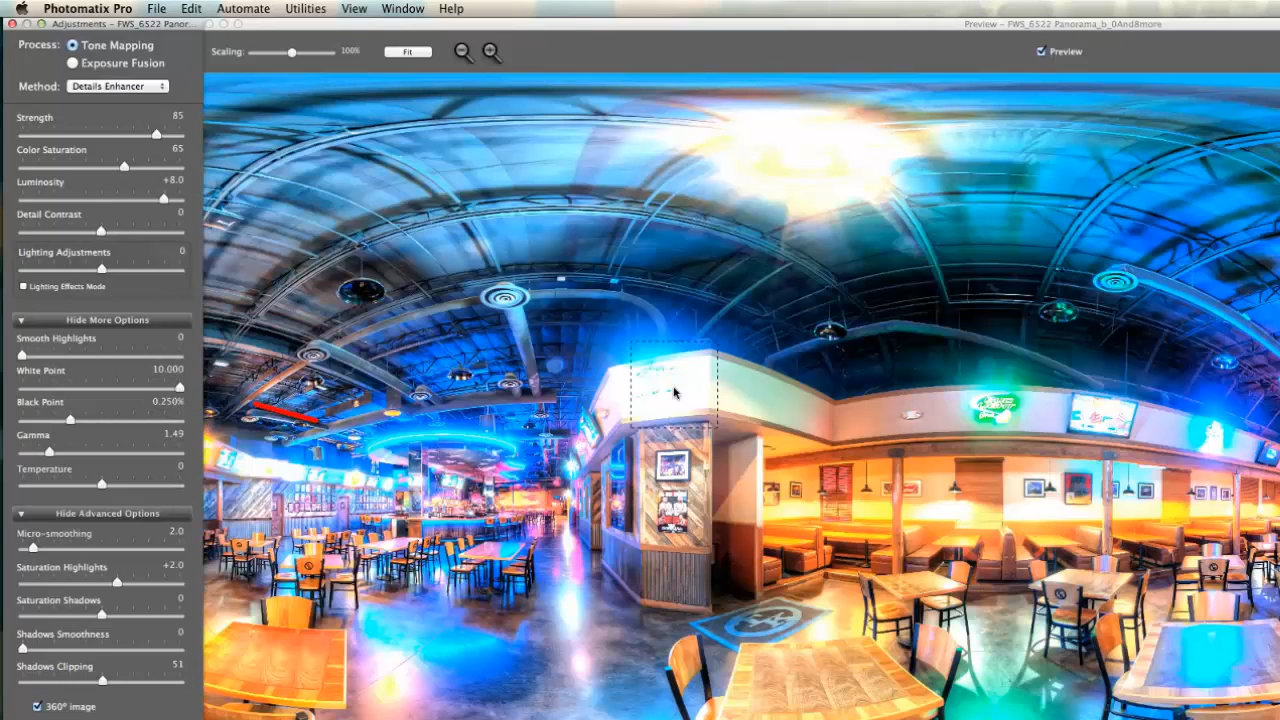 Photomatix Pro File Edit Automate Utilities View Window Help
Adjustments – FWS_6522 Panor...
Preview – FWS_6522 Panorama_b_0And8more
Process: Tone Mapping
Exposure Fusion
Method: Details Enhancer
Scaling: 100% Fit Preview
Strength 85
Color Saturation 65
Luminosity +8.0
Detail Contrast 0
Lighting Adjustments 0
Lighting Effects Mode
Hide More Options
Smooth Highlights 0
White Point 10.000
Black Point 0.250%
Gamma 1.49
Temperature 0
Hide Advanced Options
Micro-smoothing 2.0
Saturation Highlights +2.0
Saturation Shadows 0
Shadows Smoothness 0
Shadows Clipping 51
360º image